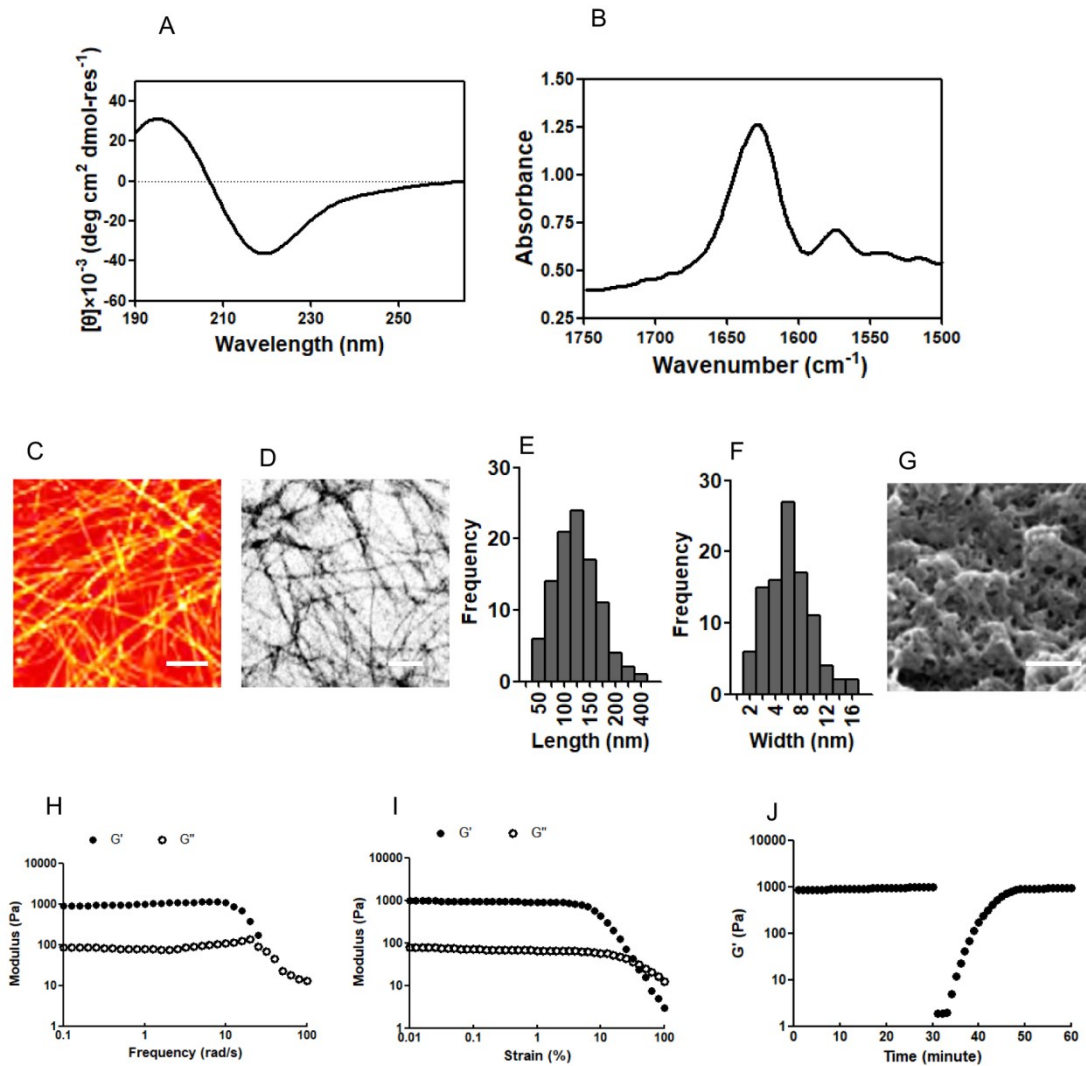 A
[θ]×10⁻³ (deg cm² dmol-res⁻¹)
40
20
0
-20
-40
-60
190
210
230
250
Wavelength (nm)
B
Absorbance
1.50
1.25
1.00
0.75
0.50
0.25
1750
1700
1650
1600
1550
1500
Wavenumber (cm⁻¹)
C
D
E
Frequency
30
20
10
0
50
100
150
200
400
Length (nm)
F
Frequency
30
20
10
0
2
4
8
12
16
Width (nm)
G
H
G'
G''
Modulus (Pa)
10000
1000
100
10
1
0.1
1
10
100
Frequency (rad/s)
I
G'
G''
Modulus (Pa)
10000
1000
100
10
1
0.01
0.1
1
10
100
Strain (%)
J
G' (Pa)
10000
1000
100
10
1
0
20
40
60
Time (minute)